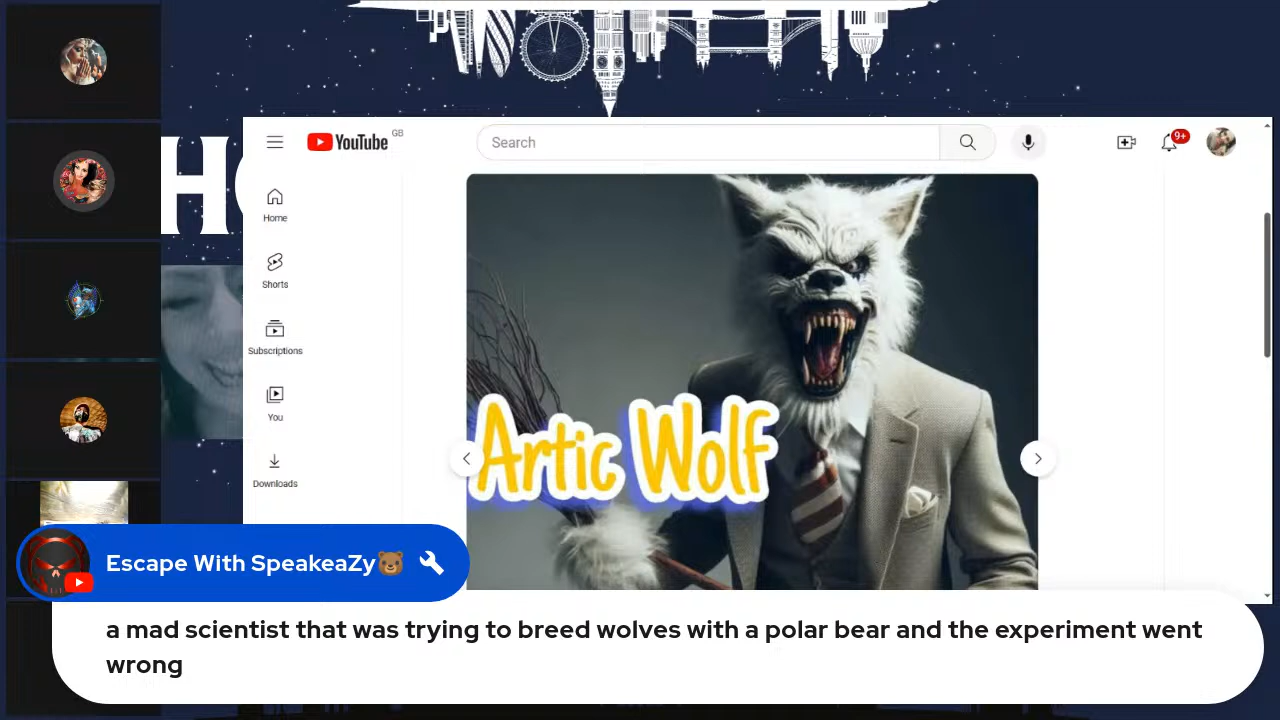 H
YouTube GB
Search
9+
Home
Shorts
Subscriptions
You
Downloads
Artic Wolf
Escape With SpeakeaZy🐻
a mad scientist that was trying to breed wolves with a polar bear and the experiment went
wrong